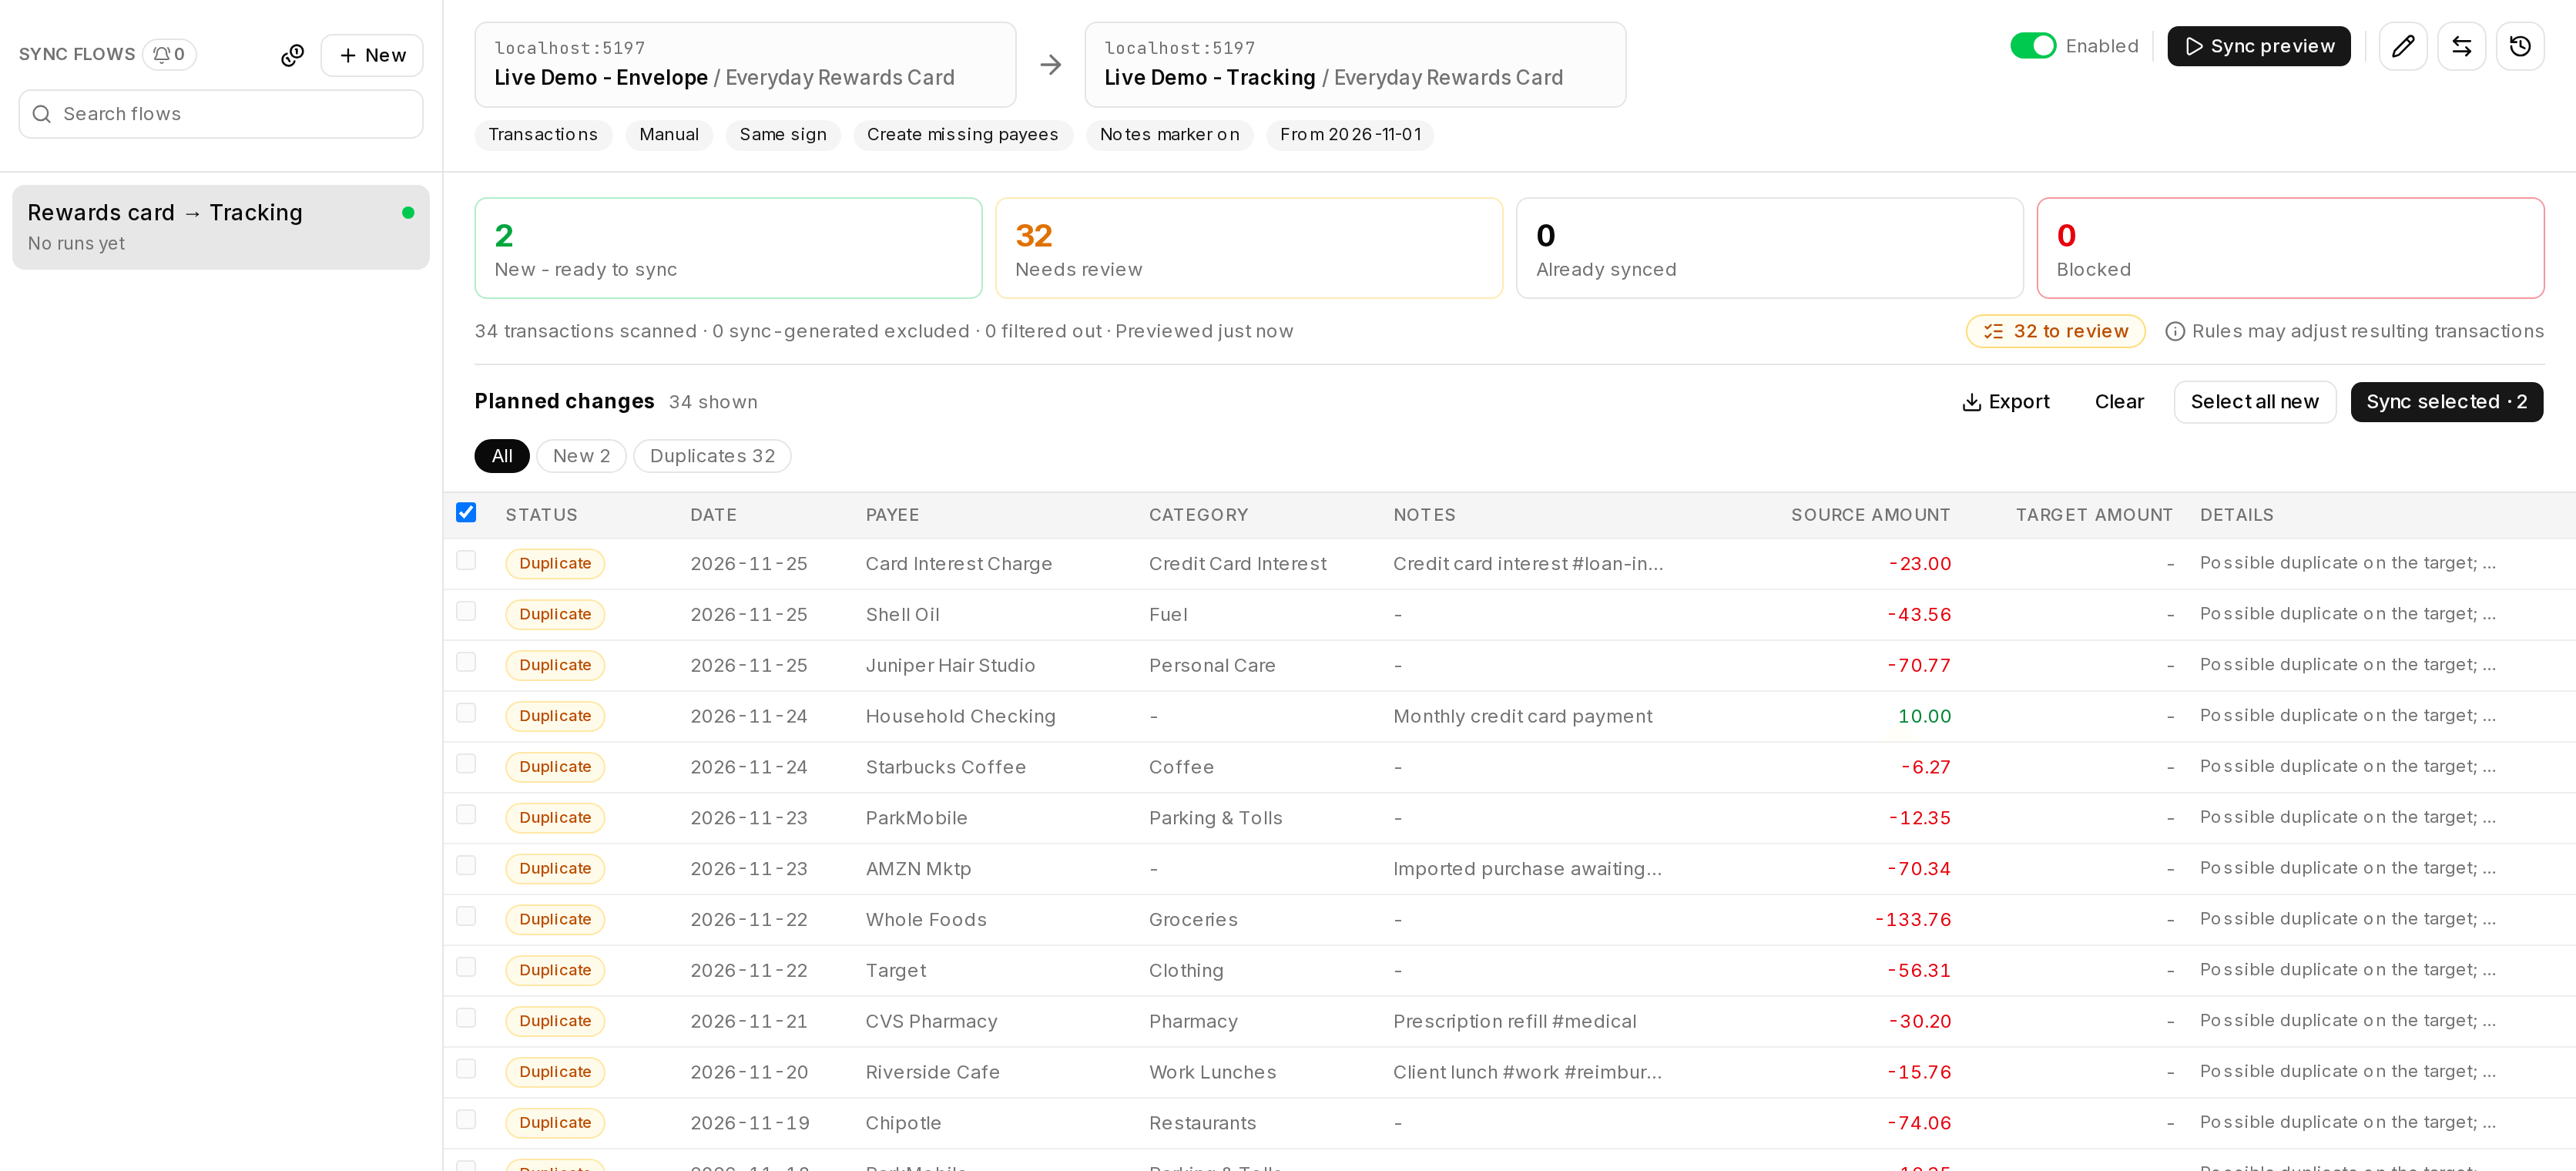 SYNC FLOWS 0 New
Search flows
Rewards card → Tracking
No runs yet
localhost:5197
Live Demo - Envelope / Everyday Rewards Card
localhost:5197
Live Demo - Tracking / Everyday Rewards Card
Enabled Sync preview
Transactions Manual Same sign Create missing payees Notes marker on From 2026-11-01
2
New - ready to sync
32
Needs review
0
Already synced
0
Blocked
34 transactions scanned · 0 sync-generated excluded · 0 filtered out · Previewed just now 32 to review Rules may adjust resulting transactions
Planned changes 34 shown Export Clear Select all new Sync selected · 2
All New 2 Duplicates 32
STATUS DATE PAYEE CATEGORY NOTES SOURCE AMOUNT TARGET AMOUNT DETAILS
Duplicate 2026-11-25 Card Interest Charge Credit Card Interest Credit card interest #loan-in... -23.00 - Possible duplicate on the target; ...
Duplicate 2026-11-25 Shell Oil Fuel - -43.56 - Possible duplicate on the target; ...
Duplicate 2026-11-25 Juniper Hair Studio Personal Care - -70.77 - Possible duplicate on the target; ...
Duplicate 2026-11-24 Household Checking - Monthly credit card payment 10.00 - Possible duplicate on the target; ...
Duplicate 2026-11-24 Starbucks Coffee Coffee - -6.27 - Possible duplicate on the target; ...
Duplicate 2026-11-23 ParkMobile Parking & Tolls - -12.35 - Possible duplicate on the target; ...
Duplicate 2026-11-23 AMZN Mktp - Imported purchase awaiting... -70.34 - Possible duplicate on the target; ...
Duplicate 2026-11-22 Whole Foods Groceries - -133.76 - Possible duplicate on the target; ...
Duplicate 2026-11-22 Target Clothing - -56.31 - Possible duplicate on the target; ...
Duplicate 2026-11-21 CVS Pharmacy Pharmacy Prescription refill #medical -30.20 - Possible duplicate on the target; ...
Duplicate 2026-11-20 Riverside Cafe Work Lunches Client lunch #work #reimbur... -15.76 - Possible duplicate on the target; ...
Duplicate 2026-11-19 Chipotle Restaurants - -74.06 - Possible duplicate on the target; ...